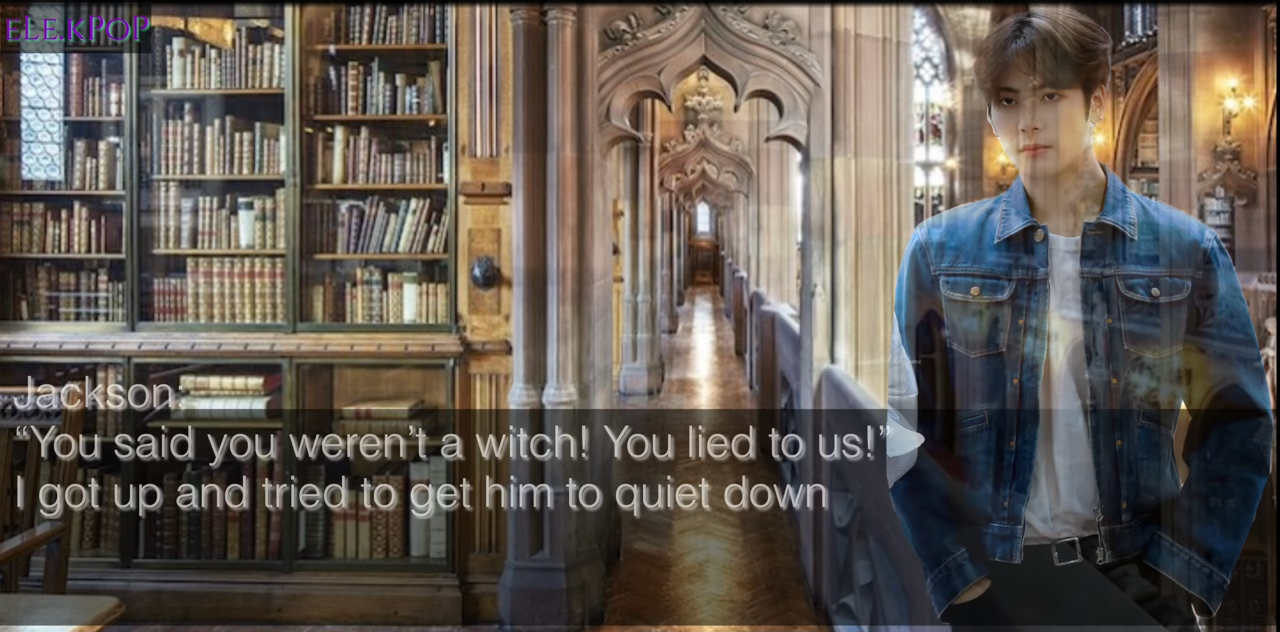 ELE.KPOP
Jackson:
“You said you weren’t a witch! You lied to us!”
I got up and tried to get him to quiet down